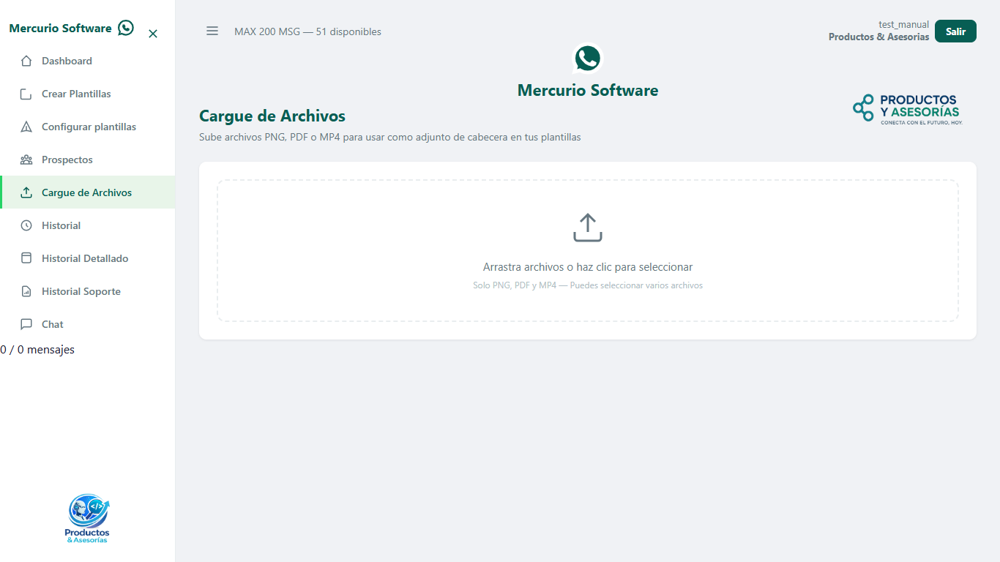 Mercurio Software
Dashboard
Crear Plantillas
Configurar plantillas
Prospectos
Cargue de Archivos
Historial
Historial Detallado
Historial Soporte
Chat
0 / 0 mensajes
Productos
& Asesorías
MAX 200 MSG — 51 disponibles
test_manual
Productos & Asesorias
Salir
Mercurio Software
PRODUCTOS
Y ASESORÍAS
CONECTA CON EL FUTURO, HOY.
Cargue de Archivos
Sube archivos PNG, PDF o MP4 para usar como adjunto de cabecera en tus plantillas
Arrastra archivos o haz clic para seleccionar
Solo PNG, PDF y MP4 — Puedes seleccionar varios archivos